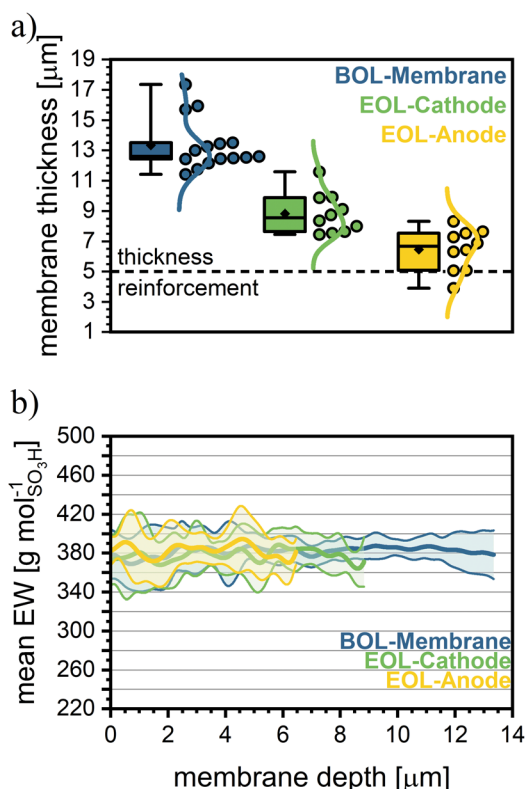 a)
membrane thickness [μm]
19
17
15
13
11
9
7
5
3
1
BOL-Membrane
EOL-Cathode
EOL-Anode
thickness
reinforcement
b)
mean EW [g mol⁻¹SO₃H]
500
460
420
380
340
300
260
220
BOL-Membrane
EOL-Cathode
EOL-Anode
0 2 4 6 8 10 12 14
membrane depth [μm]